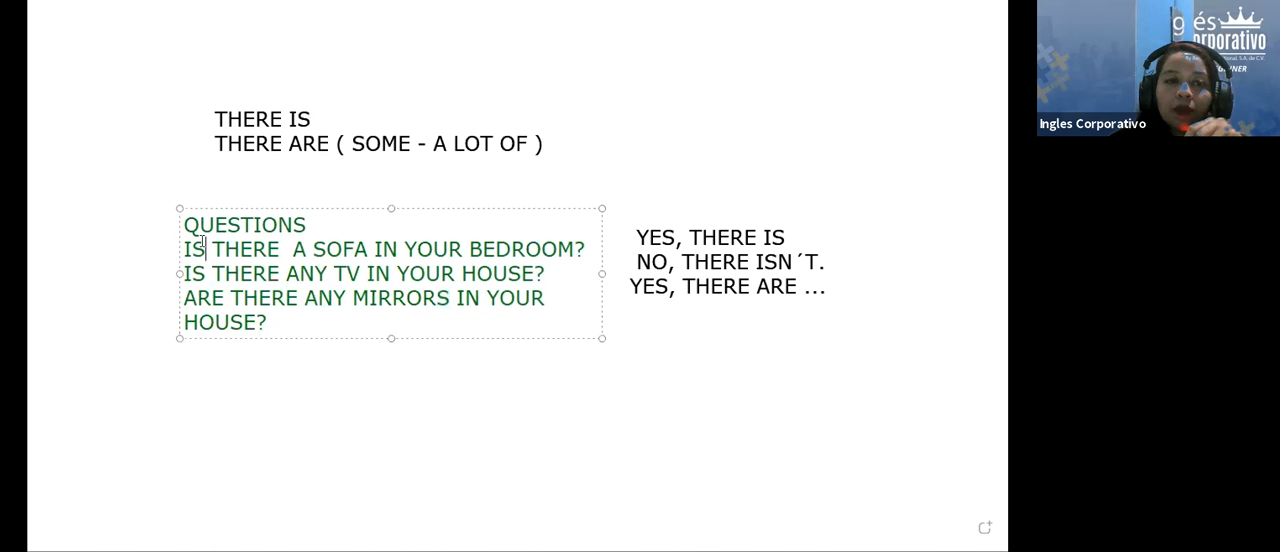 THERE IS
THERE ARE ( SOME - A LOT OF )
QUESTIONS
IS THERE  A SOFA IN YOUR BEDROOM?
IS THERE ANY TV IN YOUR HOUSE?
ARE THERE ANY MIRRORS IN YOUR
HOUSE?
YES, THERE IS
NO, THERE ISN´T.
YES, THERE ARE ...
g és
orporativo
Ingles Corporativo